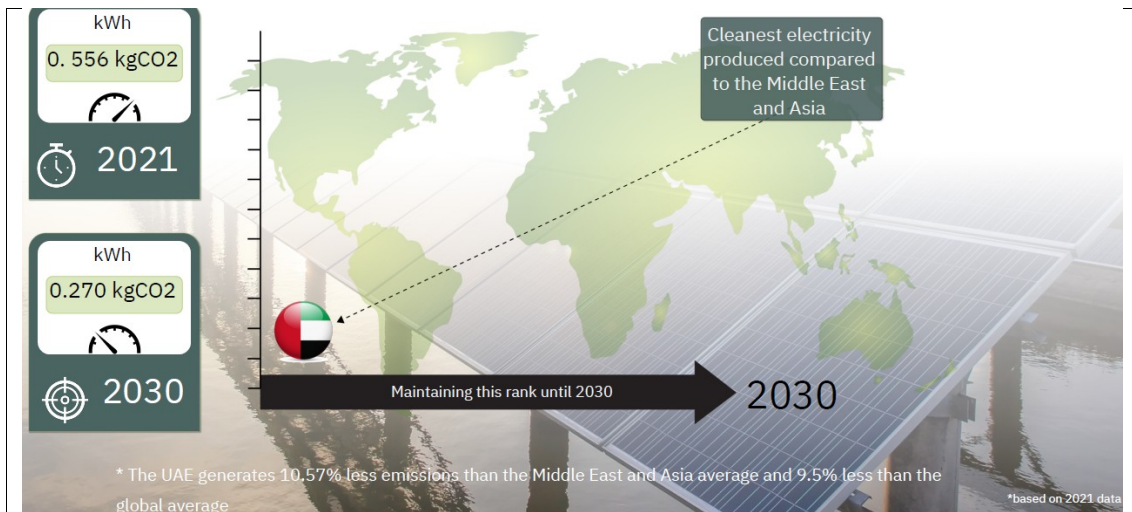 kWh
0. 556 kgCO2
2021
kWh
0.270 kgCO2
2030
Cleanest electricity
produced compared
to the Middle East
and Asia
Maintaining this rank until 2030
2030
* The UAE generates 10.57% less emissions than the Middle East and Asia average and 9.5% less than the
global average
*based on 2021 data